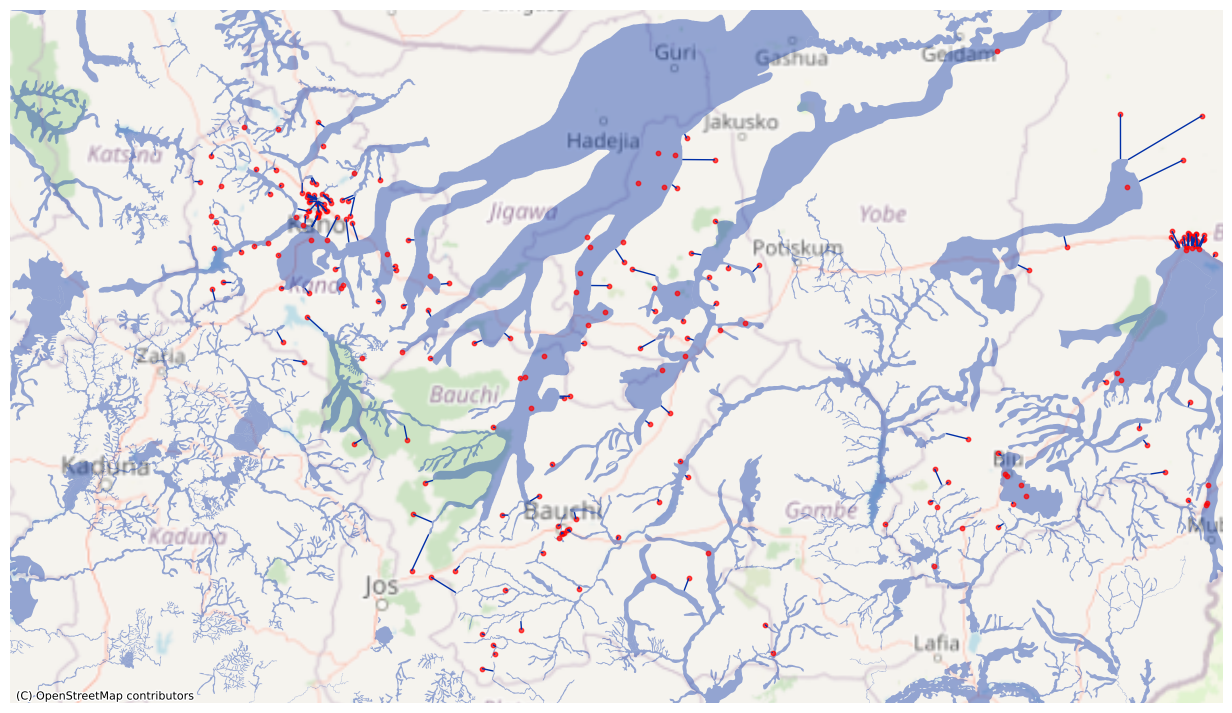 Guri
Gashua
Geidam
Hadejia
Jakusko
Katsina
Jigawa
Yobe
Kano
Potiskum
Kano
Zaria
Bauchi
Kaduna
Biu
Bauchi
Gombe
Kaduna
Jos
Lafia
(C) OpenStreetMap contributors